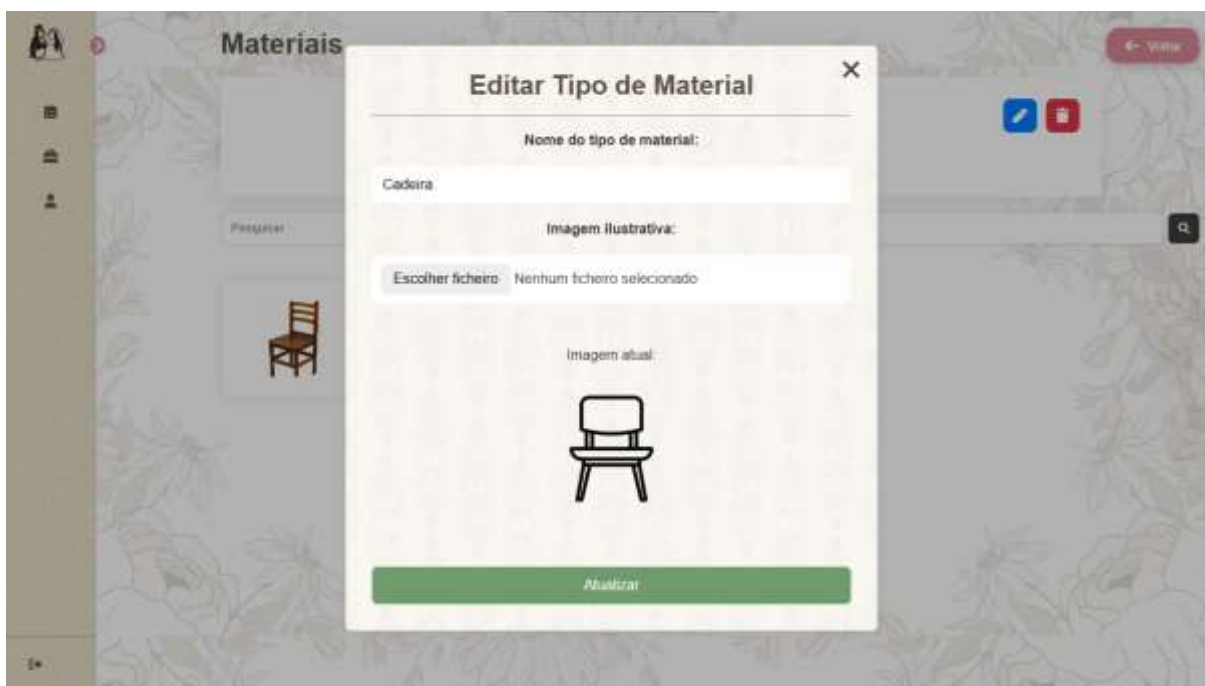 Materiais
← Voltar
Editar Tipo de Material
Nome do tipo de material:
Cadeira
Pesquisar
Imagem ilustrativa:
Escolher ficheiro Nenhum ficheiro selecionado
Imagem atual
Atualizar